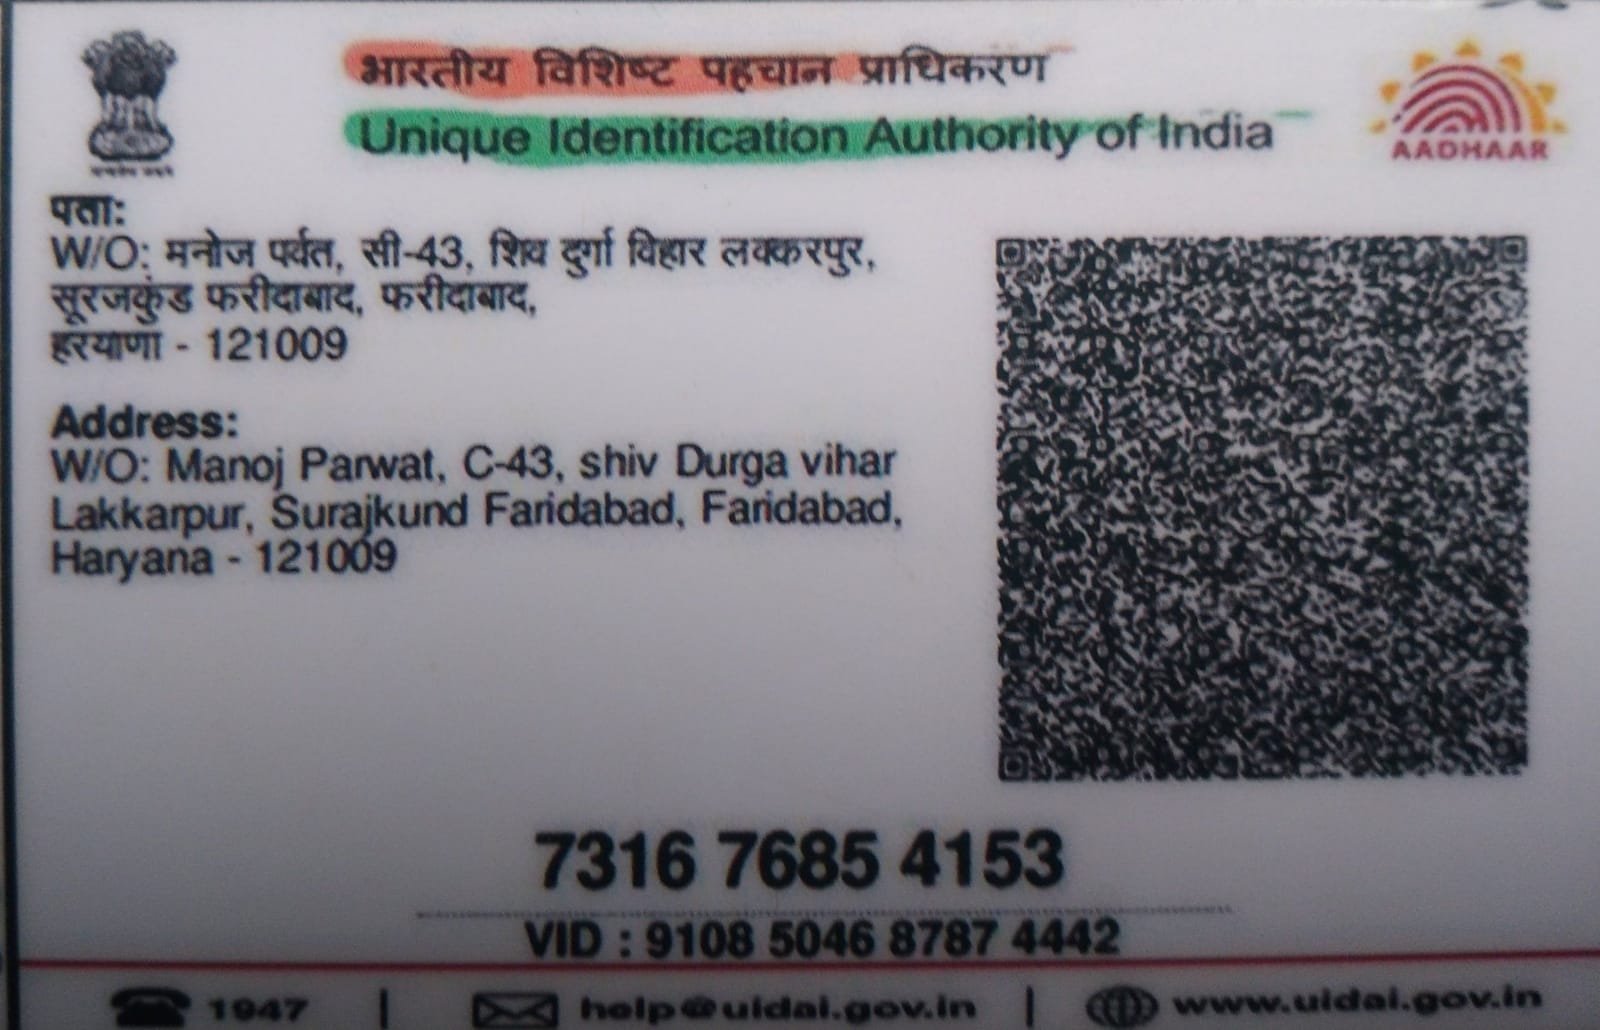 भारतीय विशिष्ट पहचान प्राधिकरण
Unique Identification Authority of India
AADHAAR
पता:
W/O: मनोज पर्वत, सी-43, शिव दुर्गा विहार लक्करपुर,
सूरजकुंड फरीदाबाद, फरीदाबाद,
हरयाणा - 121009
Address:
W/O: Manoj Parwat, C-43, shiv Durga vihar
Lakkarpur, Surajkund Faridabad, Faridabad,
Haryana - 121009
7316 7685 4153
VID : 9108 5046 8787 4442
1947 | help@uidai.gov.in | www.uidai.gov.in